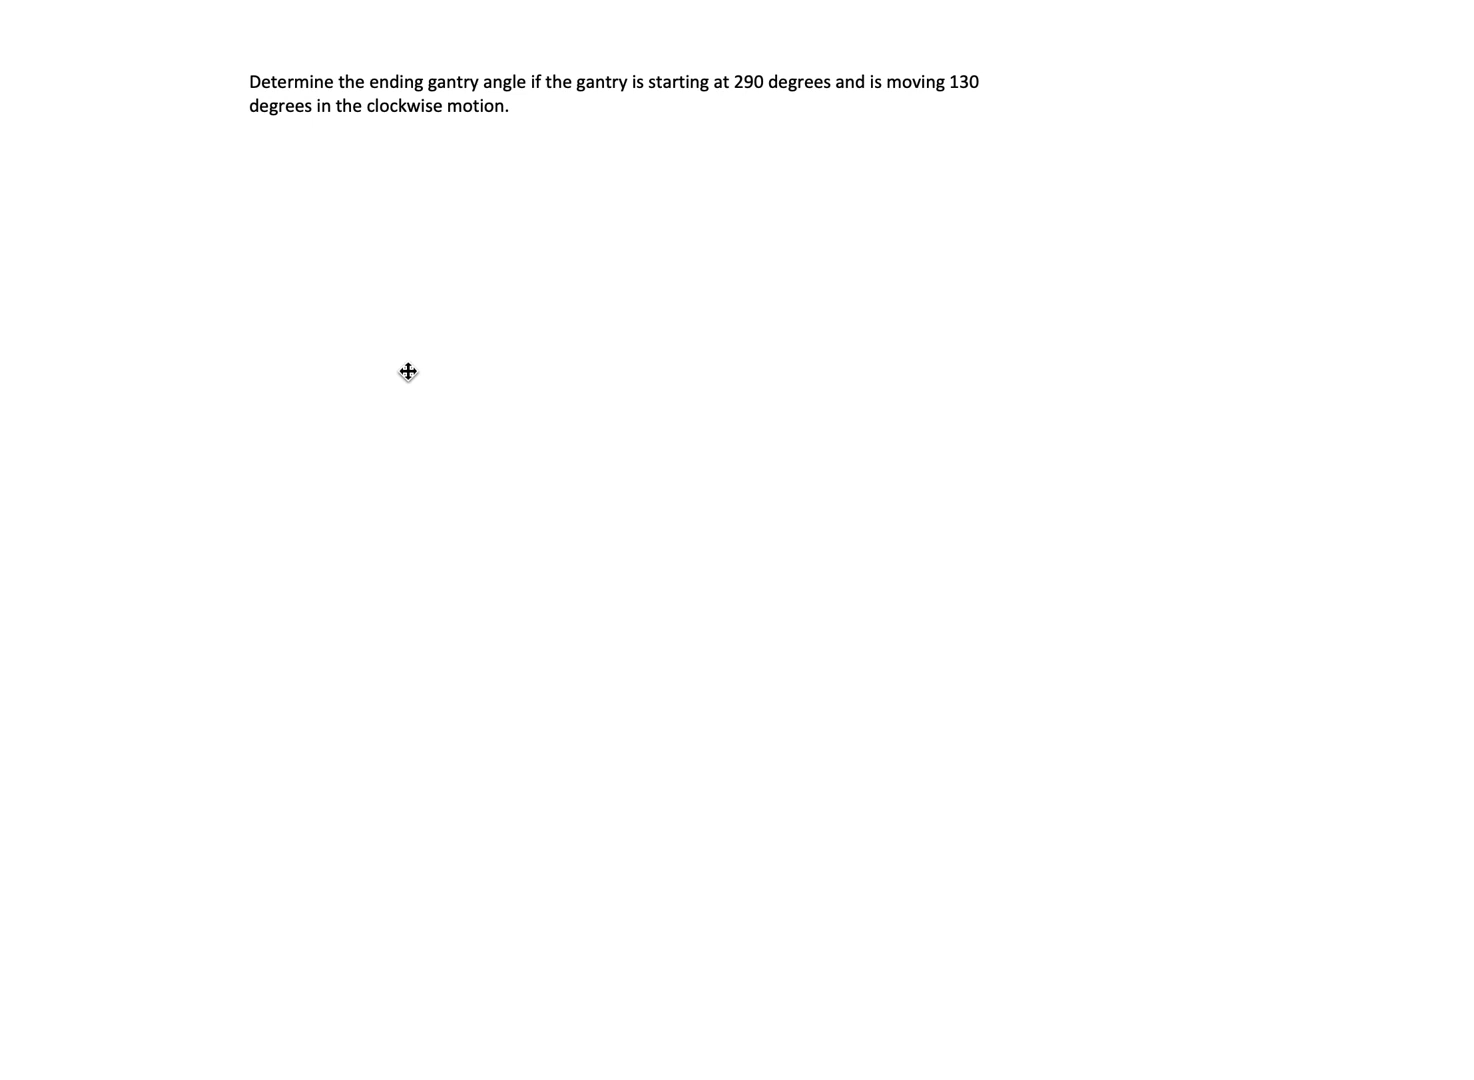 Determine the ending gantry angle if the gantry is starting at 290 degrees and is moving 130
degrees in the clockwise motion.